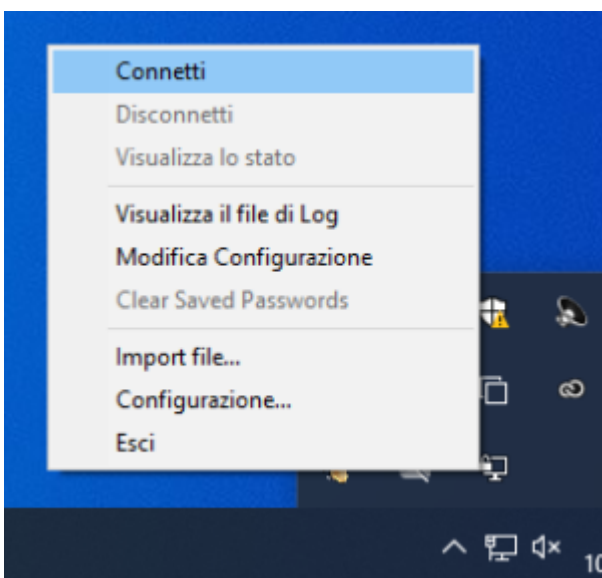 Connetti
Disconnetti
Visualizza lo stato
Visualizza il file di Log
Modifica Configurazione
Clear Saved Passwords
Import file...
Configurazione...
Esci
10